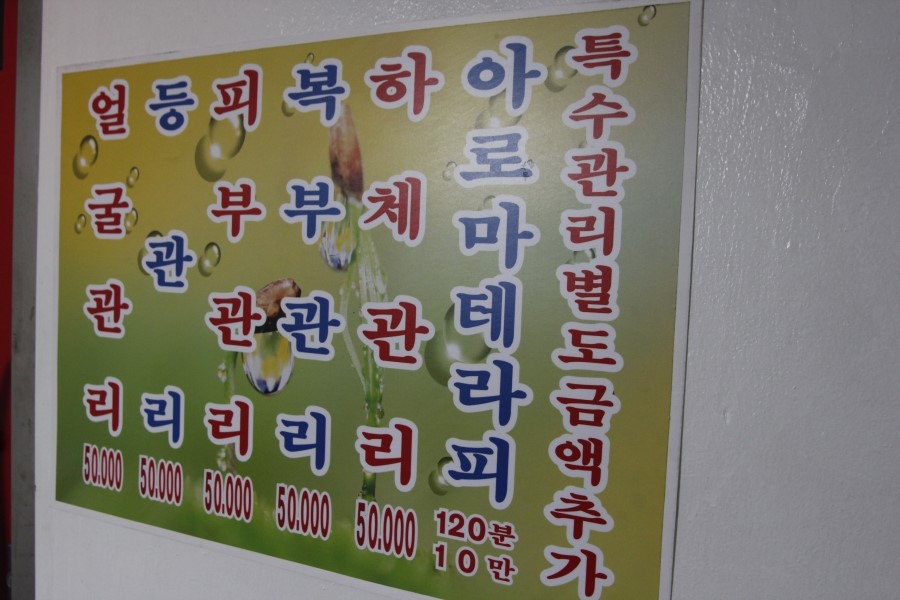 얼굴관리
50.000
등관리
50.000
피부관리
50.000
복부관리
50.000
하체관리
50.000
아로마테라피
120분
10만
특수관리별도금액추가